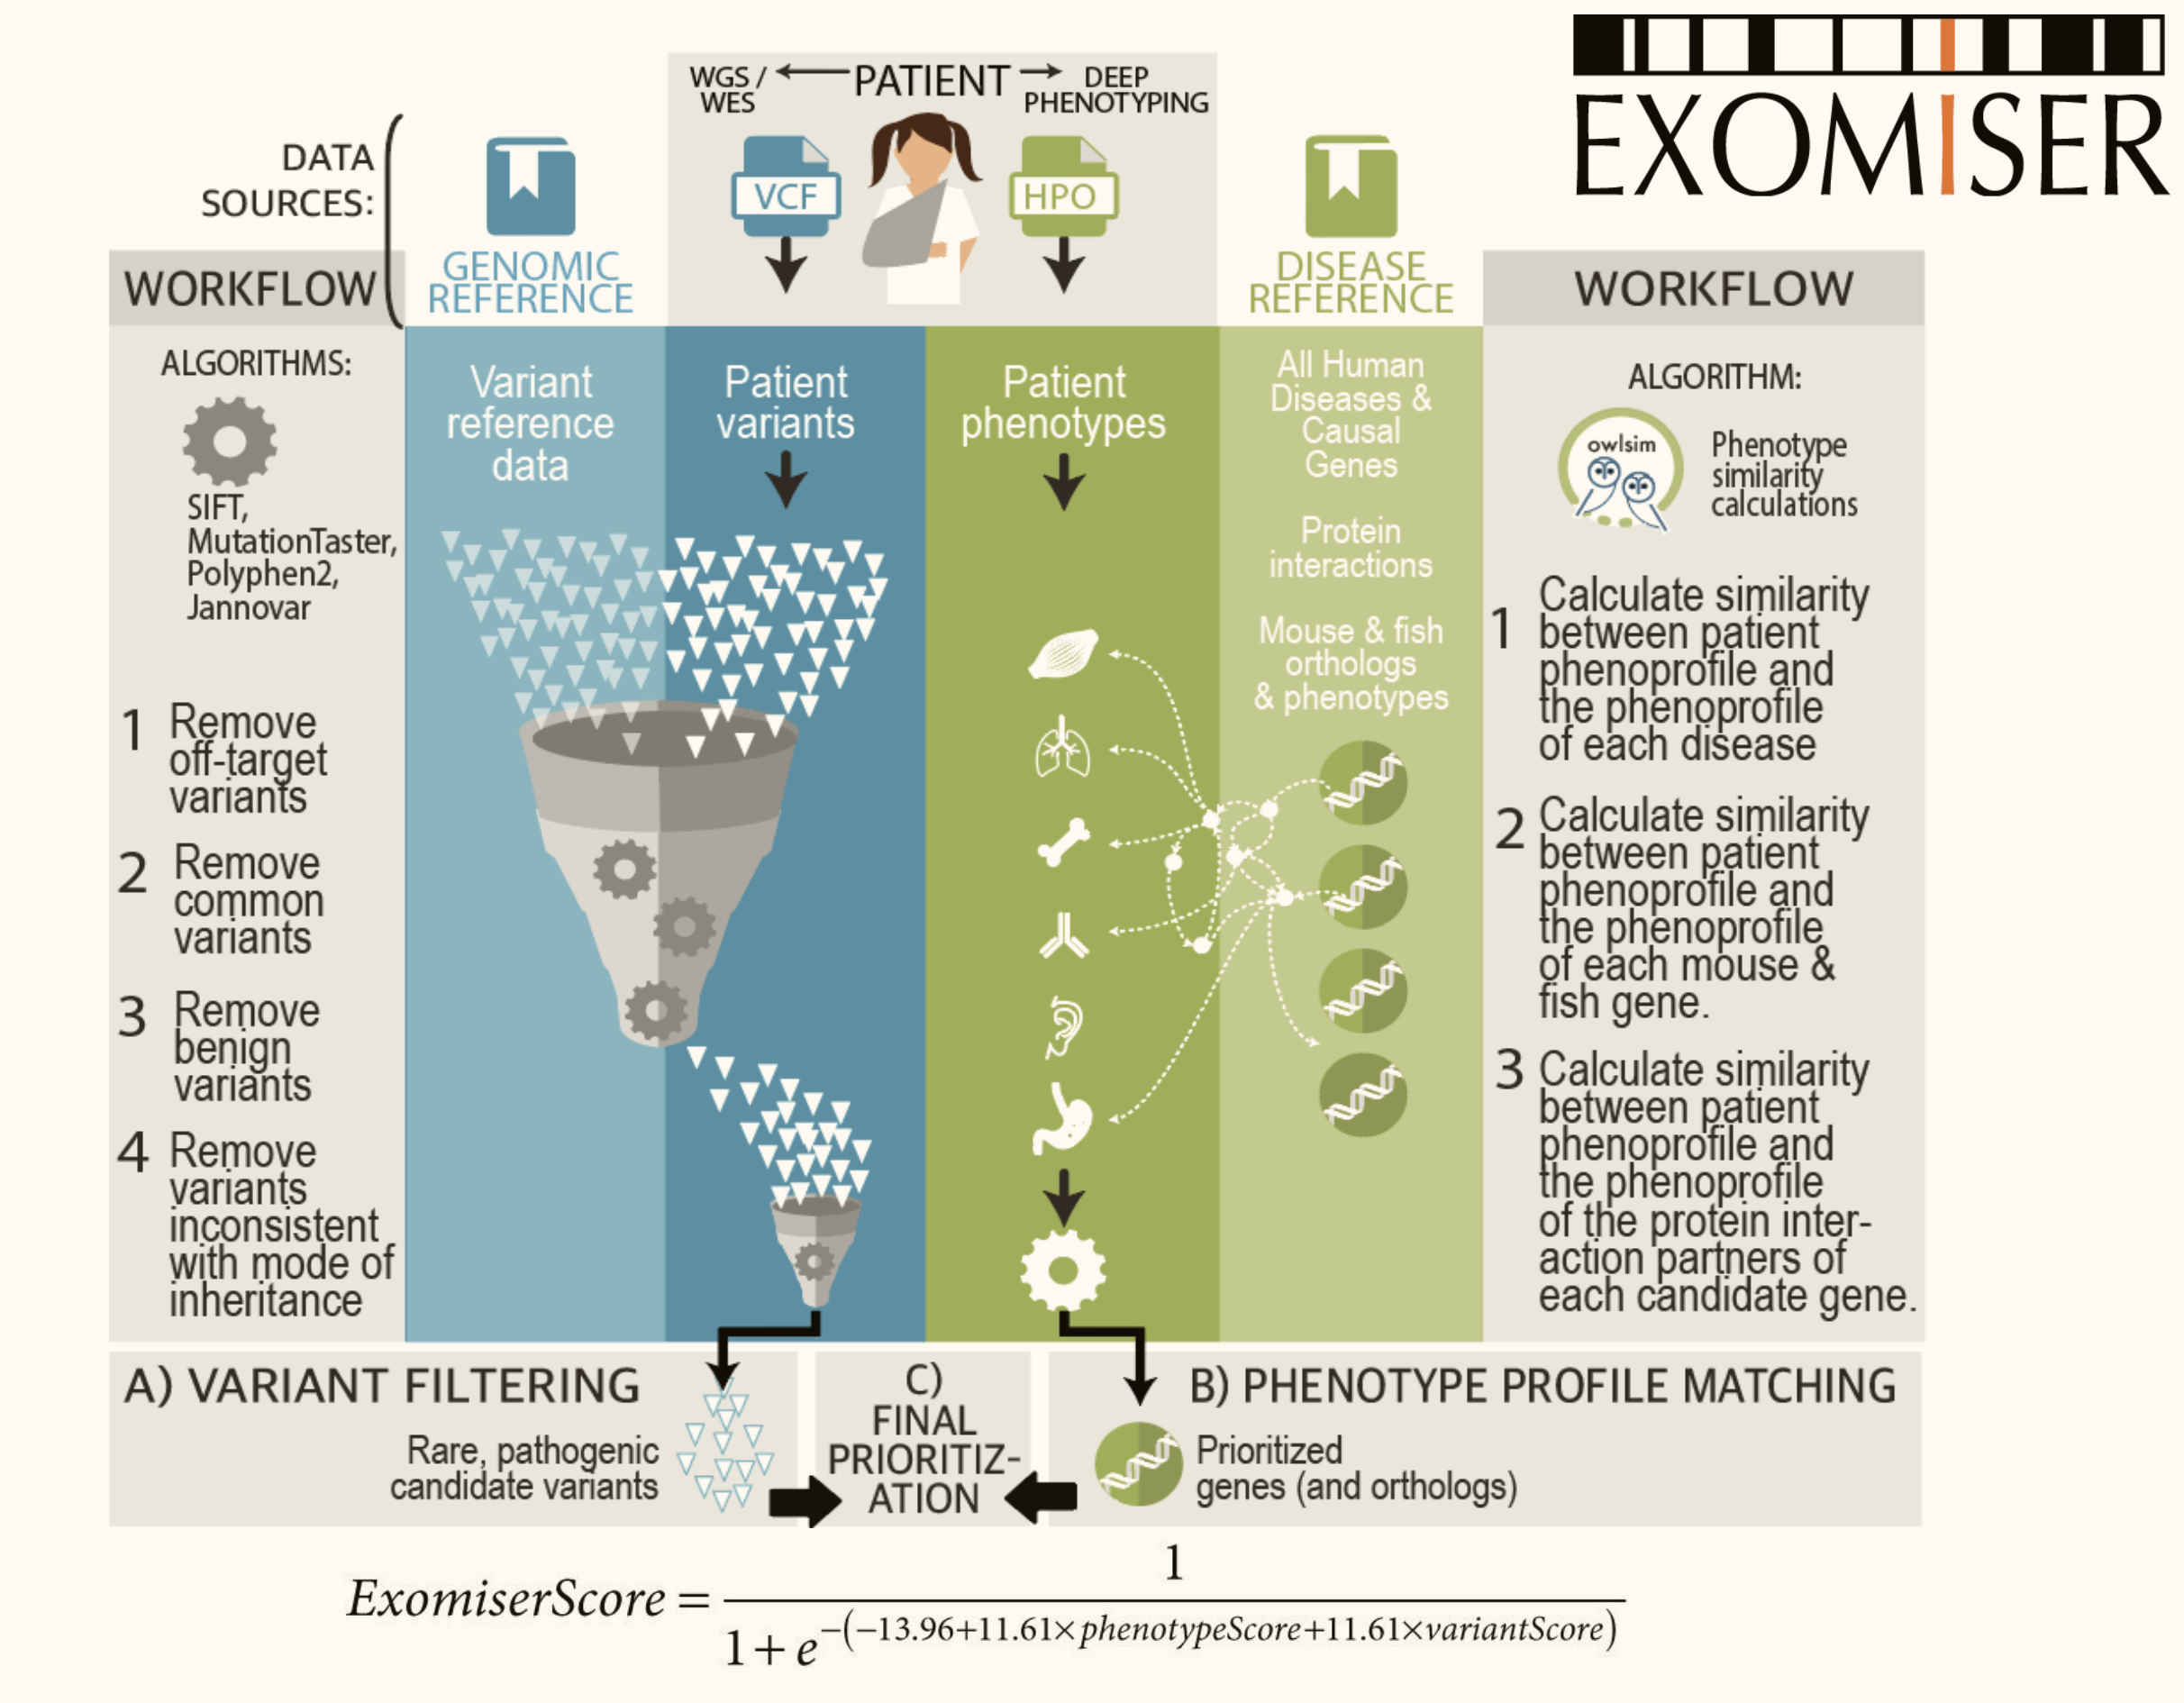 EXOMISER
WGS /
WES
PATIENT
DEEP
PHENOTYPING
DATA
SOURCES:
VCF
HPO
GENOMIC
REFERENCE
DISEASE
REFERENCE
WORKFLOW
ALGORITHMS:
SIFT,
MutationTaster,
Polyphen2,
Jannovar
1 Remove
off-target
variants
2 Remove
common
variants
3 Remove
benign
variants
4 Remove
variants
inconsistent
with mode of
inheritance
Variant
reference
data
Patient
variants
Patient
phenotypes
All Human
Diseases &
Causal
Genes
Protein
interactions
Mouse & fish
orthologs
& phenotypes
WORKFLOW
ALGORITHM:
owlsim
Phenotype
similarity
calculations
1 Calculate similarity
between patient
phenoprofile and
the phenoprofile
of each disease
2 Calculate similarity
between patient
phenoprofile and
the phenoprofile
of each mouse &
fish gene.
3 Calculate similarity
between patient
phenoprofile and
the phenoprofile
of the protein inter-
action partners of
each candidate gene.
A) VARIANT FILTERING
Rare, pathogenic
candidate variants
C)
FINAL
PRIORITIZ-
ATION
B) PHENOTYPE PROFILE MATCHING
Prioritized
genes (and orthologs)
ExomiserScore =
1
1 + e^−(−13.96+11.61×phenotypeScore+11.61×variantScore)